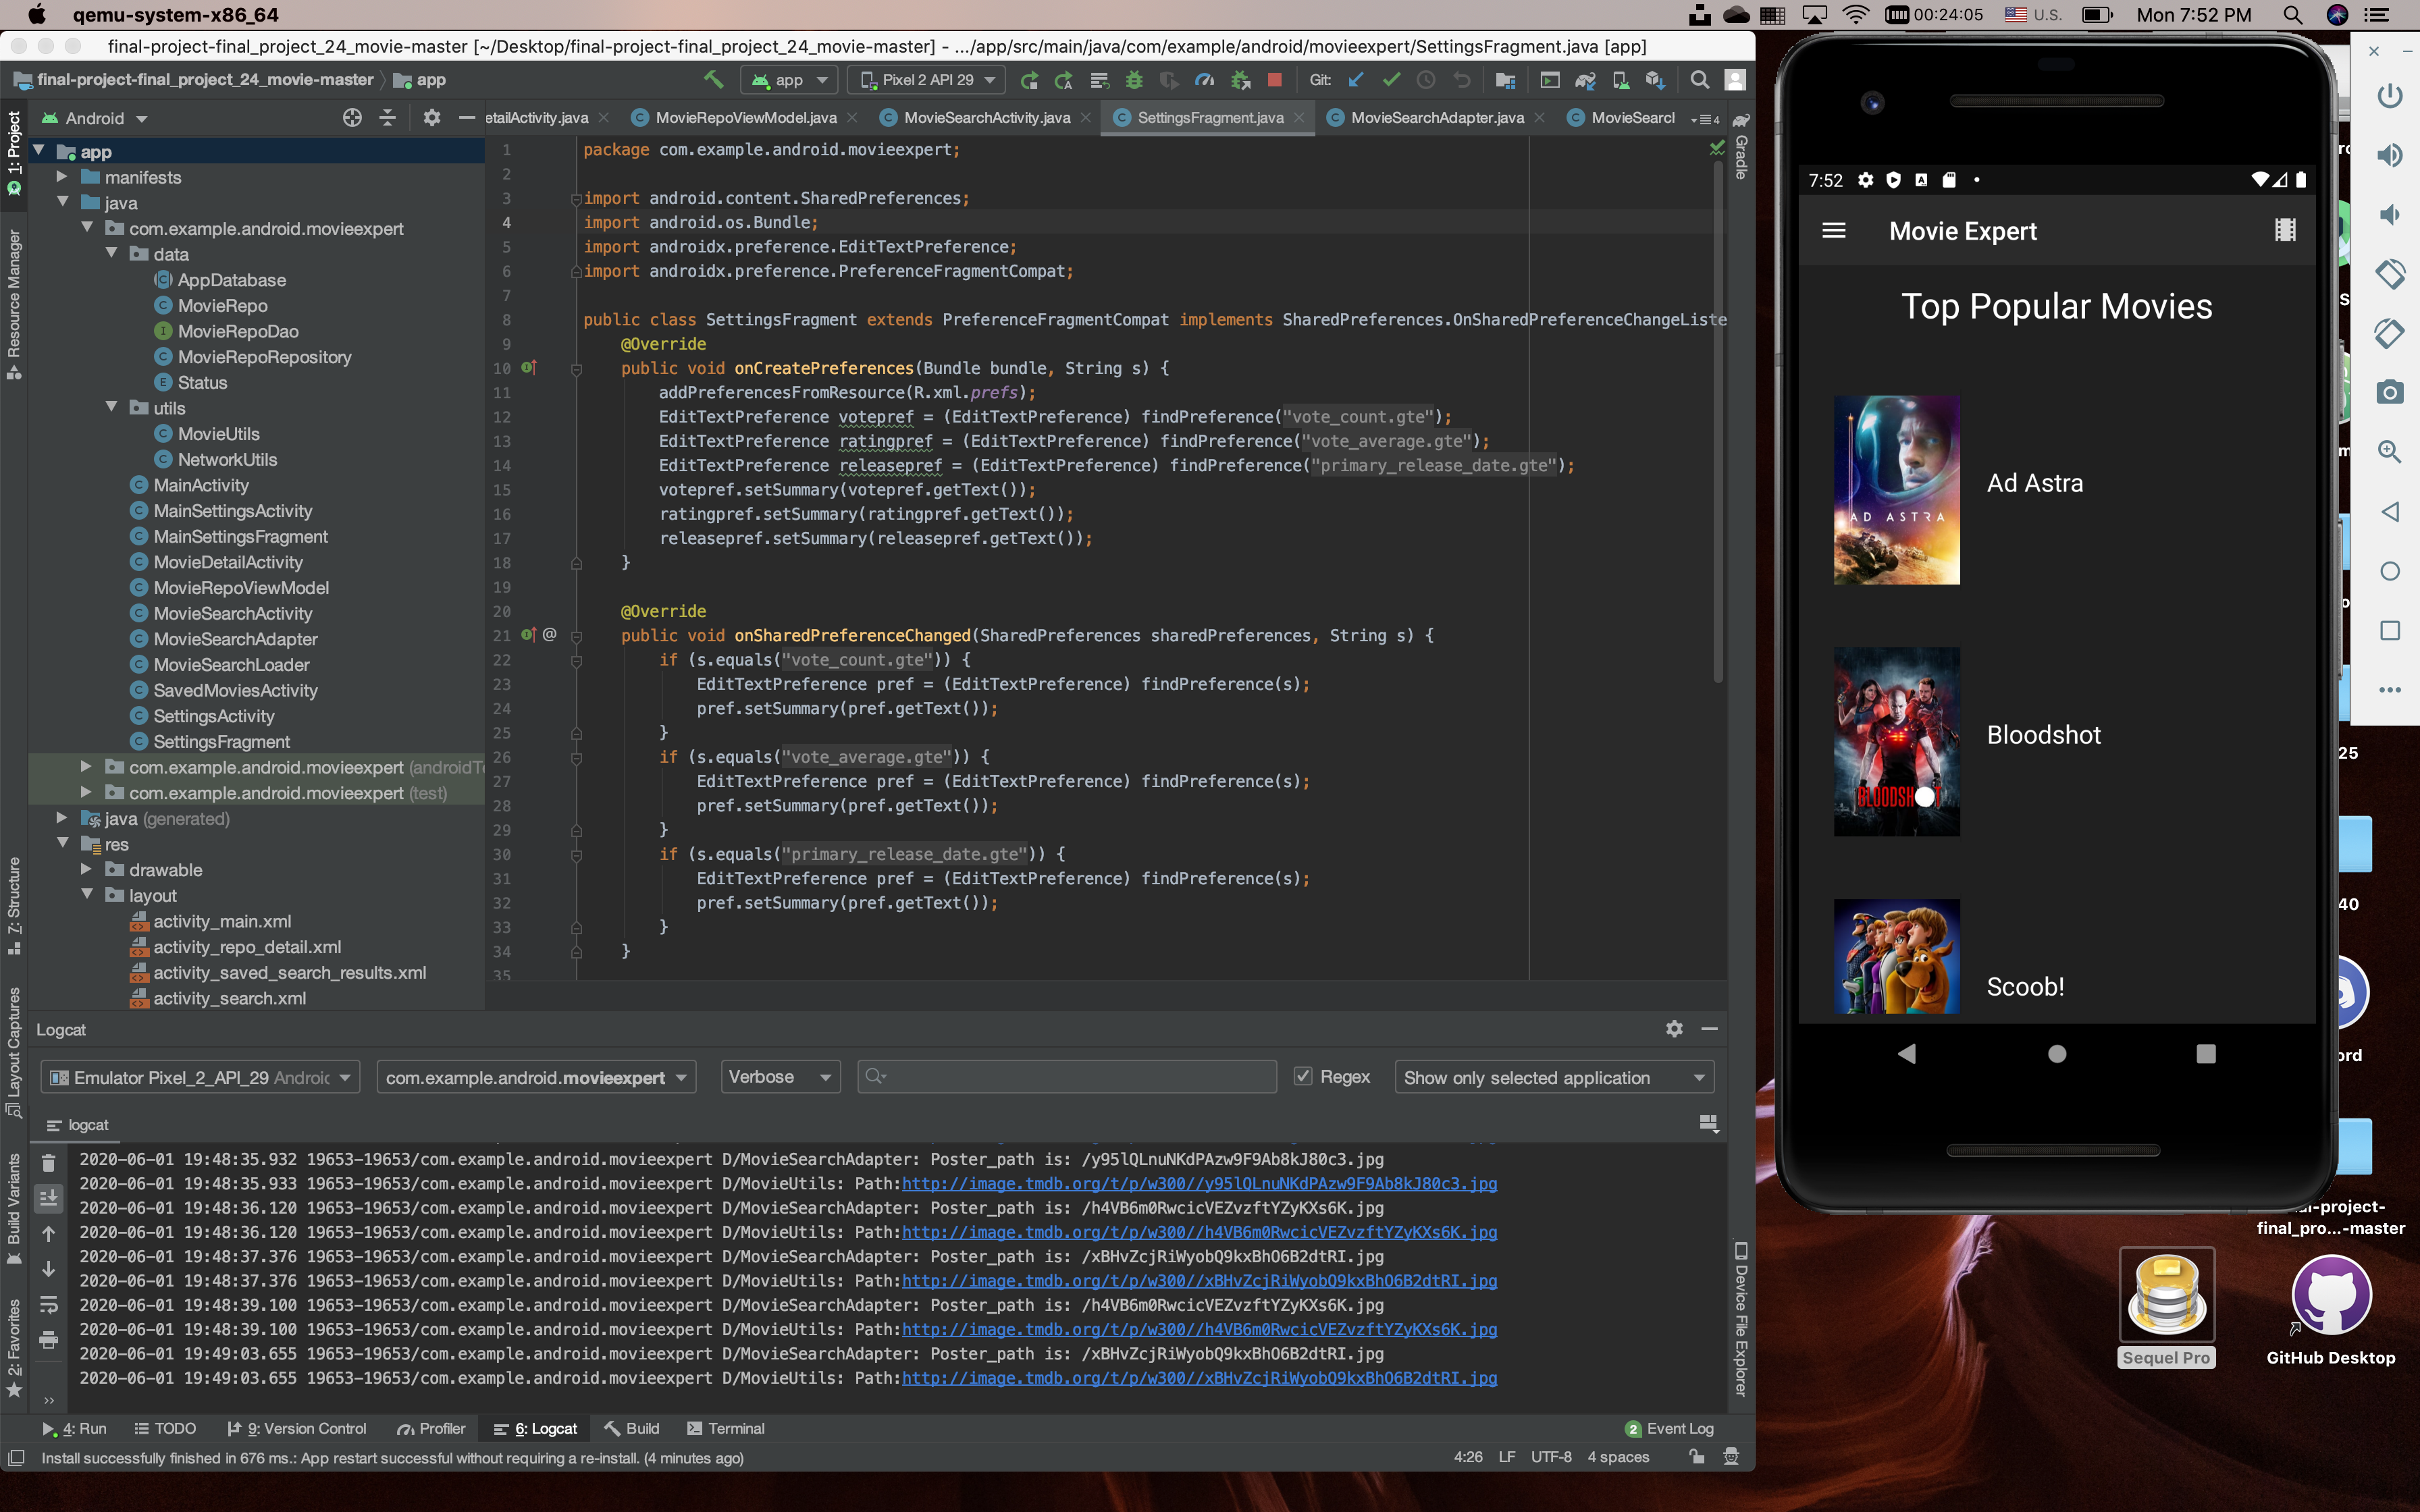 qemu-system-x86_64
00:24:05
U.S.
Mon 7:52 PM
final-project-final_project_24_movie-master [~/Desktop/final-project-final_project_24_movie-master] - .../app/src/main/java/com/example/android/movieexpert/SettingsFragment.java [app]
final-project-final_project_24_movie-master
app
app
Pixel 2 API 29
Git:
Android
etailActivity.java
MovieRepoViewModel.java
MovieSearchActivity.java
SettingsFragment.java
MovieSearchAdapter.java
MovieSearcl
4
1: Project
Resource Manager
7: Structure
Layout Captures
Build Variants
2: Favorites
Gradle
Device File Explorer
app
manifests
java
com.example.android.movieexpert
data
AppDatabase
MovieRepo
MovieRepoDao
MovieRepoRepository
Status
utils
MovieUtils
NetworkUtils
MainActivity
MainSettingsActivity
MainSettingsFragment
MovieDetailActivity
MovieRepoViewModel
MovieSearchActivity
MovieSearchAdapter
MovieSearchLoader
SavedMoviesActivity
SettingsActivity
SettingsFragment
com.example.android.movieexpert (androidTe
com.example.android.movieexpert (test)
java (generated)
res
drawable
layout
activity_main.xml
activity_repo_detail.xml
activity_saved_search_results.xml
activity_search.xml
1 package com.example.android.movieexpert;
2
3 import android.content.SharedPreferences;
4 import android.os.Bundle;
5 import androidx.preference.EditTextPreference;
6 import androidx.preference.PreferenceFragmentCompat;
7
8 public class SettingsFragment extends PreferenceFragmentCompat implements SharedPreferences.OnSharedPreferenceChangeListe
9 @Override
10 public void onCreatePreferences(Bundle bundle, String s) {
11 addPreferencesFromResource(R.xml.prefs);
12 EditTextPreference votepref = (EditTextPreference) findPreference("vote_count.gte");
13 EditTextPreference ratingpref = (EditTextPreference) findPreference("vote_average.gte");
14 EditTextPreference releasepref = (EditTextPreference) findPreference("primary_release_date.gte");
15 votepref.setSummary(votepref.getText());
16 ratingpref.setSummary(ratingpref.getText());
17 releasepref.setSummary(releasepref.getText());
18 }
19
20 @Override
21 @ public void onSharedPreferenceChanged(SharedPreferences sharedPreferences, String s) {
22 if (s.equals("vote_count.gte")) {
23 EditTextPreference pref = (EditTextPreference) findPreference(s);
24 pref.setSummary(pref.getText());
25 }
26 if (s.equals("vote_average.gte")) {
27 EditTextPreference pref = (EditTextPreference) findPreference(s);
28 pref.setSummary(pref.getText());
29 }
30 if (s.equals("primary_release_date.gte")) {
31 EditTextPreference pref = (EditTextPreference) findPreference(s);
32 pref.setSummary(pref.getText());
33 }
34 }
35
Logcat
Emulator Pixel_2_API_29 Androic
com.example.android.movieexpert
Verbose
Regex
Show only selected application
logcat
2020-06-01 19:48:35.932 19653-19653/com.example.android.movieexpert D/MovieSearchAdapter: Poster_path is: /y95lQLnuNKdPAzw9F9Ab8kJ80c3.jpg
2020-06-01 19:48:35.933 19653-19653/com.example.android.movieexpert D/MovieUtils: Path:http://image.tmdb.org/t/p/w300//y95lQLnuNKdPAzw9F9Ab8kJ80c3.jpg
2020-06-01 19:48:36.120 19653-19653/com.example.android.movieexpert D/MovieSearchAdapter: Poster_path is: /h4VB6m0RwcicVEZvzftYZyKXs6K.jpg
2020-06-01 19:48:36.120 19653-19653/com.example.android.movieexpert D/MovieUtils: Path:http://image.tmdb.org/t/p/w300//h4VB6m0RwcicVEZvzftYZyKXs6K.jpg
2020-06-01 19:48:37.376 19653-19653/com.example.android.movieexpert D/MovieSearchAdapter: Poster_path is: /xBHvZcjRiWyobQ9kxBhO6B2dtRI.jpg
2020-06-01 19:48:37.376 19653-19653/com.example.android.movieexpert D/MovieUtils: Path:http://image.tmdb.org/t/p/w300//xBHvZcjRiWyobQ9kxBhO6B2dtRI.jpg
2020-06-01 19:48:39.100 19653-19653/com.example.android.movieexpert D/MovieSearchAdapter: Poster_path is: /h4VB6m0RwcicVEZvzftYZyKXs6K.jpg
2020-06-01 19:48:39.100 19653-19653/com.example.android.movieexpert D/MovieUtils: Path:http://image.tmdb.org/t/p/w300//h4VB6m0RwcicVEZvzftYZyKXs6K.jpg
2020-06-01 19:49:03.655 19653-19653/com.example.android.movieexpert D/MovieSearchAdapter: Poster_path is: /xBHvZcjRiWyobQ9kxBhO6B2dtRI.jpg
2020-06-01 19:49:03.655 19653-19653/com.example.android.movieexpert D/MovieUtils: Path:http://image.tmdb.org/t/p/w300//xBHvZcjRiWyobQ9kxBhO6B2dtRI.jpg
4: Run
TODO
9: Version Control
Profiler
6: Logcat
Build
Terminal
2 Event Log
Install successfully finished in 676 ms.: App restart successful without requiring a re-install. (4 minutes ago)
4:26 LF UTF-8 4 spaces
7:52
Movie Expert
Top Popular Movies
AD ASTRA
Ad Astra
BLOODSH T
Bloodshot
Scoob!
25
40
ord
al-project-
final_pro...-master
Sequel Pro
GitHub Desktop